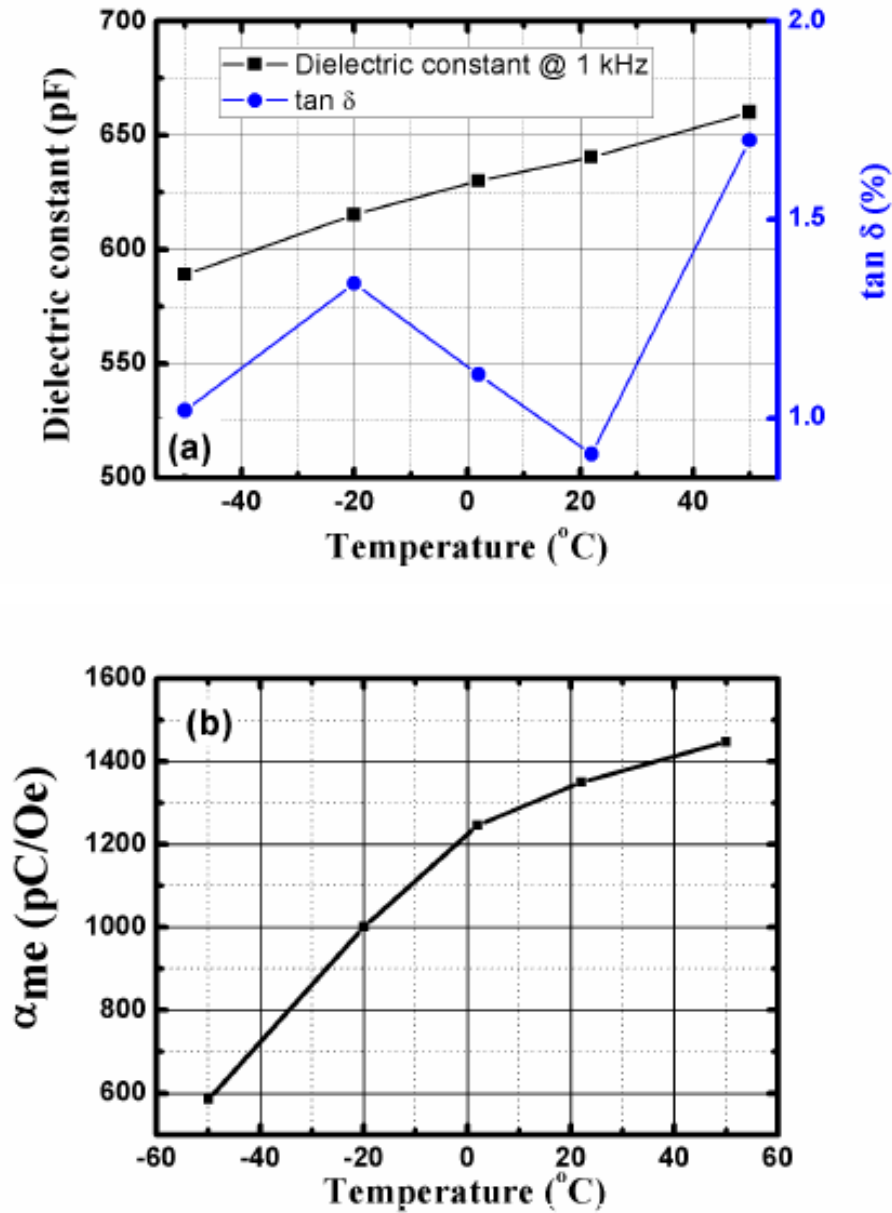 700
2.0
Dielectric constant @ 1 kHz
tan δ
650
600
1.5
550
1.0
(a)
500
-40
-20
0
20
40
Dielectric constant (pF)
tan δ (%)
Temperature (°C)
1600
(b)
1400
1200
1000
800
600
-60
-40
-20
0
20
40
60
αme (pC/Oe)
Temperature (°C)